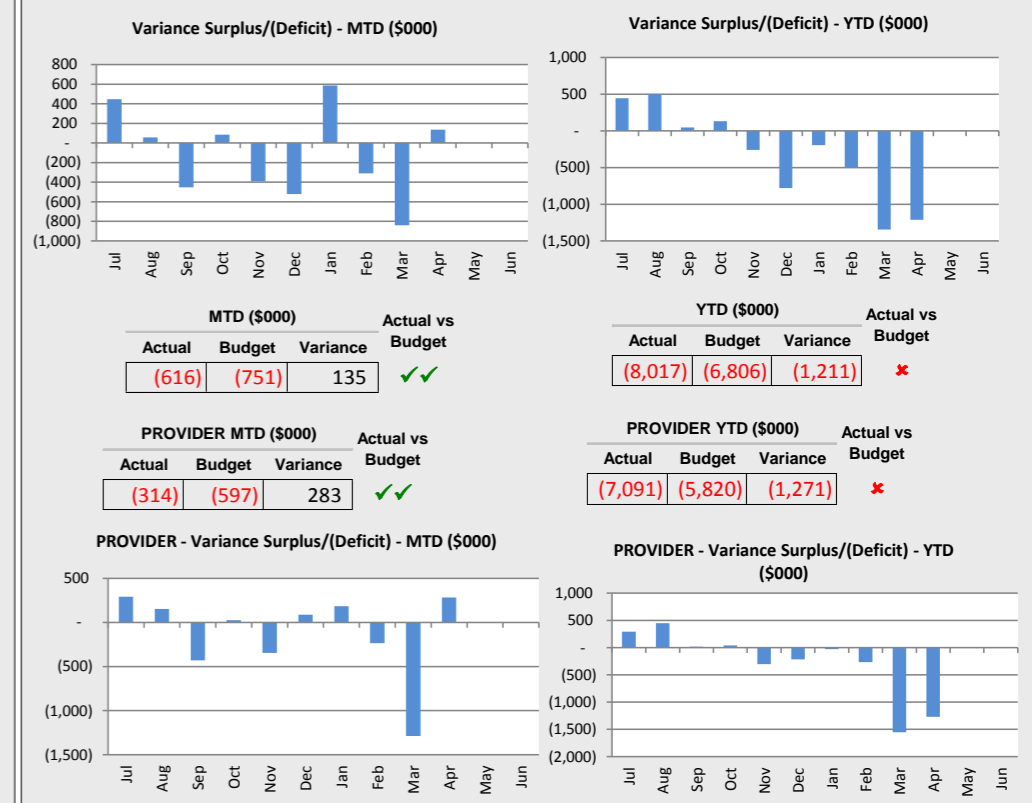 Variance Surplus/(Deficit) - MTD ($000)
800
600
400
200
-
(200)
(400)
(600)
(800)
(1,000)
Jul Aug Sep Oct Nov Dec Jan Feb Mar Apr May Jun
Variance Surplus/(Deficit) - YTD ($000)
1,000
500
-
(500)
(1,000)
(1,500)
Jul Aug Sep Oct Nov Dec Jan Feb Mar Apr May Jun
MTD ($000) Actual vs Budget
Actual Budget Variance
(616) (751) 135 ✓✓
YTD ($000) Actual vs Budget
Actual Budget Variance
(8,017) (6,806) (1,211) ✘
PROVIDER MTD ($000) Actual vs Budget
Actual Budget Variance
(314) (597) 283 ✓✓
PROVIDER YTD ($000) Actual vs Budget
Actual Budget Variance
(7,091) (5,820) (1,271) ✘
PROVIDER - Variance Surplus/(Deficit) - MTD ($000)
500
-
(500)
(1,000)
(1,500)
Jul Aug Sep Oct Nov Dec Jan Feb Mar Apr May Jun
PROVIDER - Variance Surplus/(Deficit) - YTD
($000)
1,000
500
-
(500)
(1,000)
(1,500)
(2,000)
Jul Aug Sep Oct Nov Dec Jan Feb Mar Apr May Jun